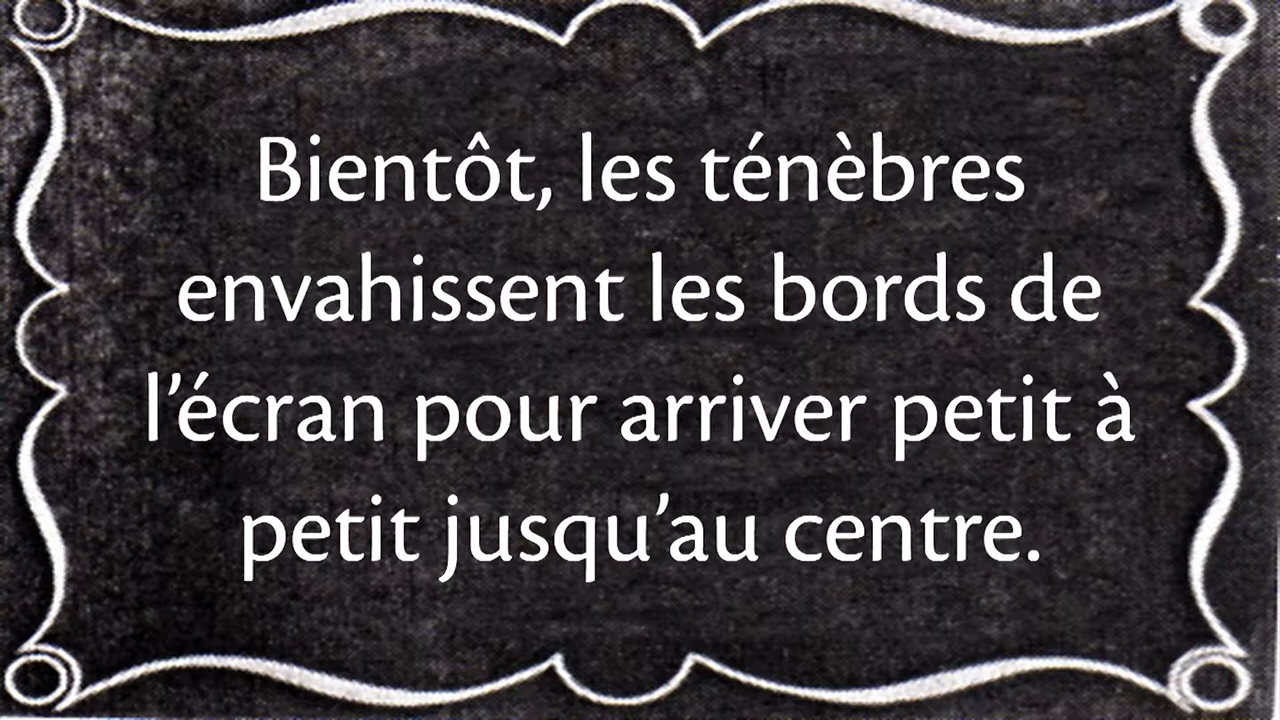 Bientôt, les ténèbres
envahissent les bords de
l’écran pour arriver petit à
petit jusqu’au centre.